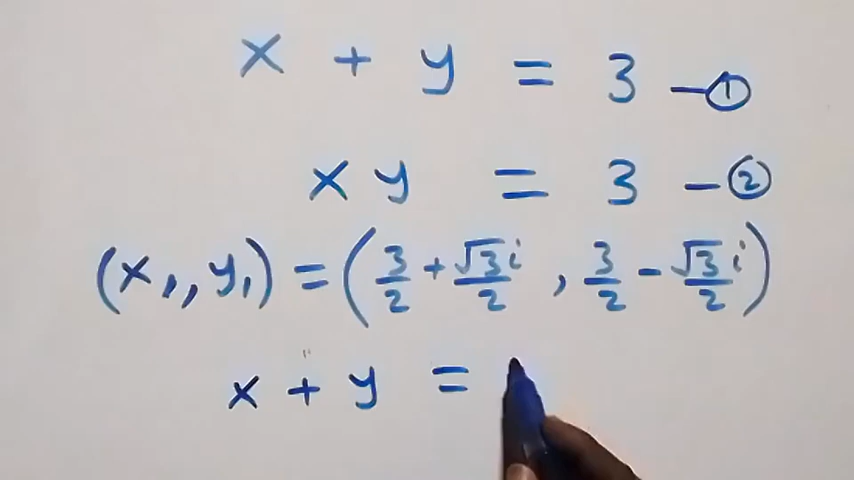 x + y = 3 —①
xy = 3 —②
(x₁, y₁) = (3/2 + √3i/2, 3/2 - √3i/2)
x + y =